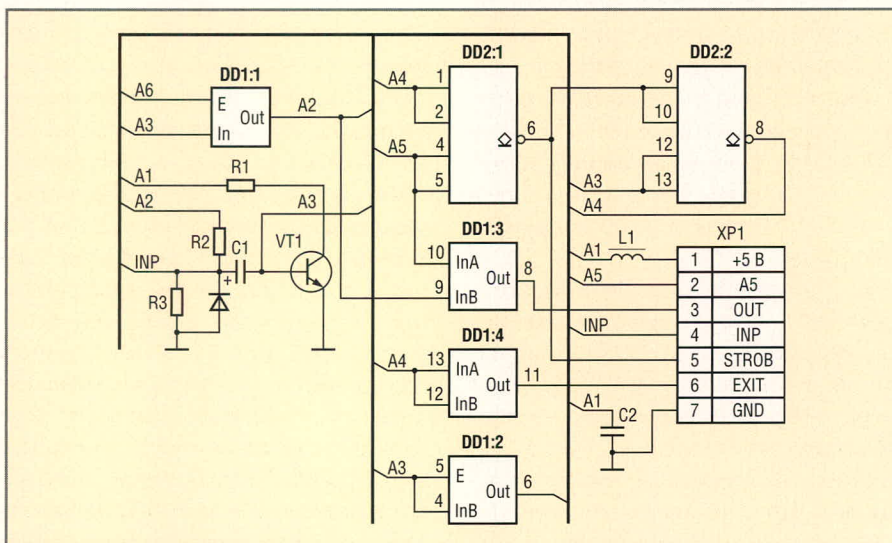 DD1:1
A6
E
A3
In
Out
A2
A1
R1
A2
R2
C1
A3
VT1
INP
+
R3
DD2:1
A4
1
2
A5
4
5
6
DD1:3
10
InA
9
InB
Out
8
DD1:4
A4
13
InA
12
InB
Out
11
DD1:2
A3
5
E
4
InB
Out
6
DD2:2
9
10
12
13
8
A3
A4
A1
L1
A5
INP
A1
C2
XP1
1 +5 В
2 A5
3 OUT
4 INP
5 STROB
6 EXIT
7 GND